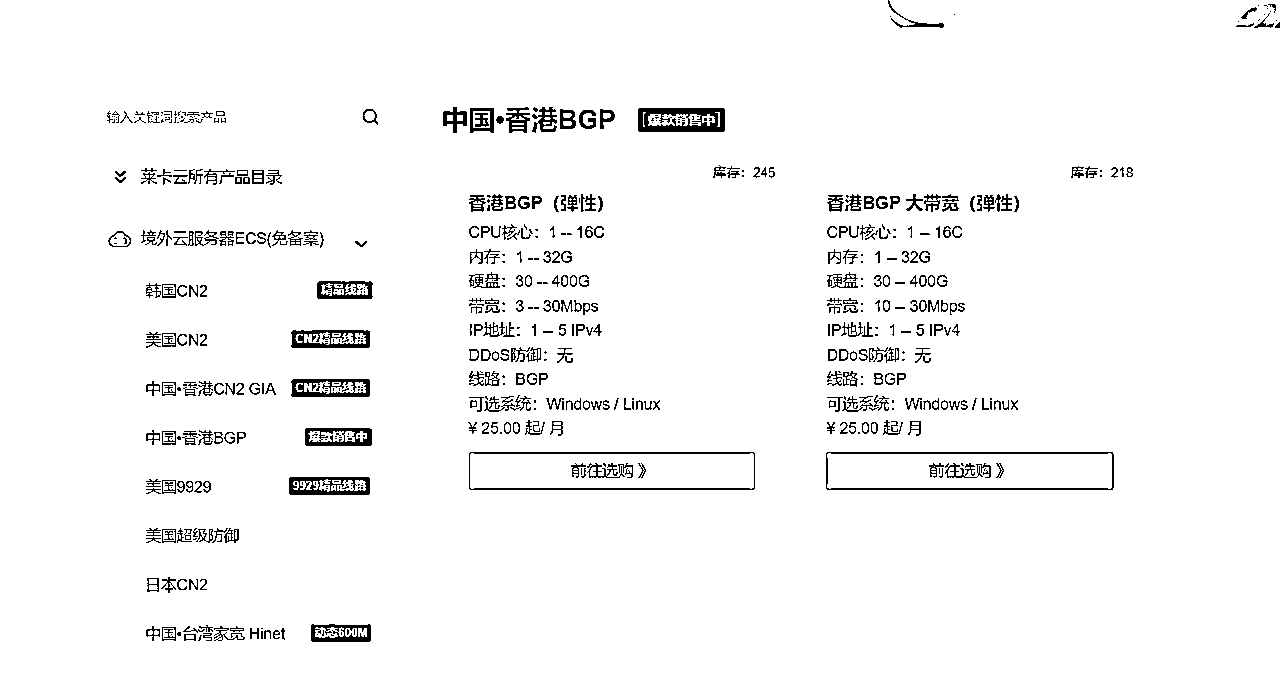 输入关键词搜索产品
莱卡云所有产品目录
境外云服务器ECS(免备案)
韩国CN2 精品线路
美国CN2 CN2精品线路
中国•香港CN2 GIA CN2精品线路
中国•香港BGP 爆款销售中
美国9929 9929精品线路
美国超级防御
日本CN2
中国•台湾家宽 Hinet 动态600M
中国•香港BGP [爆款销售中]
库存：245
香港BGP（弹性）
CPU核心：1 -- 16C
内存：1 -- 32G
硬盘：30 -- 400G
带宽：3 -- 30Mbps
IP地址：1 – 5 IPv4
DDoS防御：无
线路：BGP
可选系统：Windows / Linux
¥ 25.00 起/ 月
前往选购 》
库存：218
香港BGP 大带宽（弹性）
CPU核心：1 – 16C
内存：1 – 32G
硬盘：30 – 400G
带宽：10 – 30Mbps
IP地址：1 – 5 IPv4
DDoS防御：无
线路：BGP
可选系统：Windows / Linux
¥ 25.00 起/ 月
前往选购 》